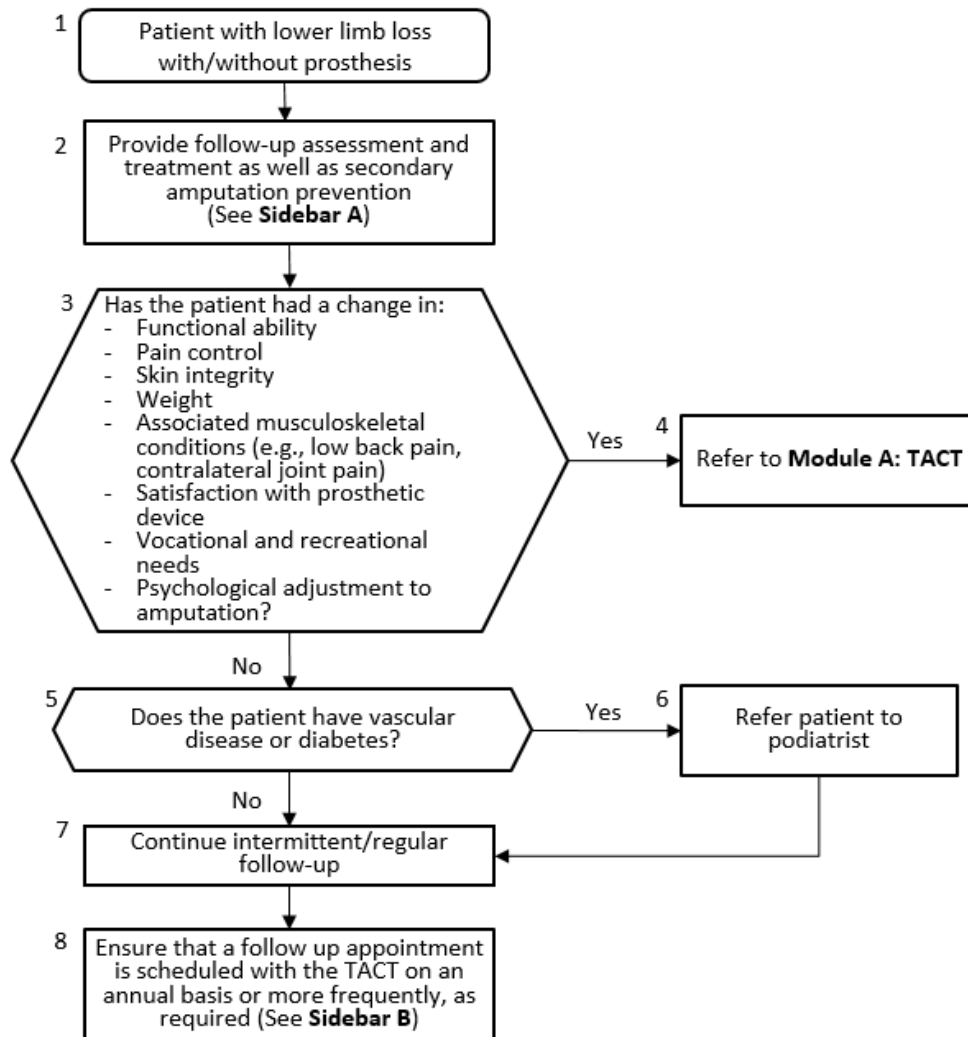 1
Patient with lower limb loss
with/without prosthesis
2
Provide follow-up assessment and
treatment as well as secondary
amputation prevention
(See Sidebar A)
3
Has the patient had a change in:
- Functional ability
- Pain control
- Skin integrity
- Weight
- Associated musculoskeletal
conditions (e.g., low back pain,
contralateral joint pain)
- Satisfaction with prosthetic
device
- Vocational and recreational
needs
- Psychological adjustment to
amputation?
Yes
4
Refer to Module A: TACT
No
5
Does the patient have vascular
disease or diabetes?
Yes
6
Refer patient to
podiatrist
No
7
Continue intermittent/regular
follow-up
8
Ensure that a follow up appointment
is scheduled with the TACT on an
annual basis or more frequently, as
required (See Sidebar B)